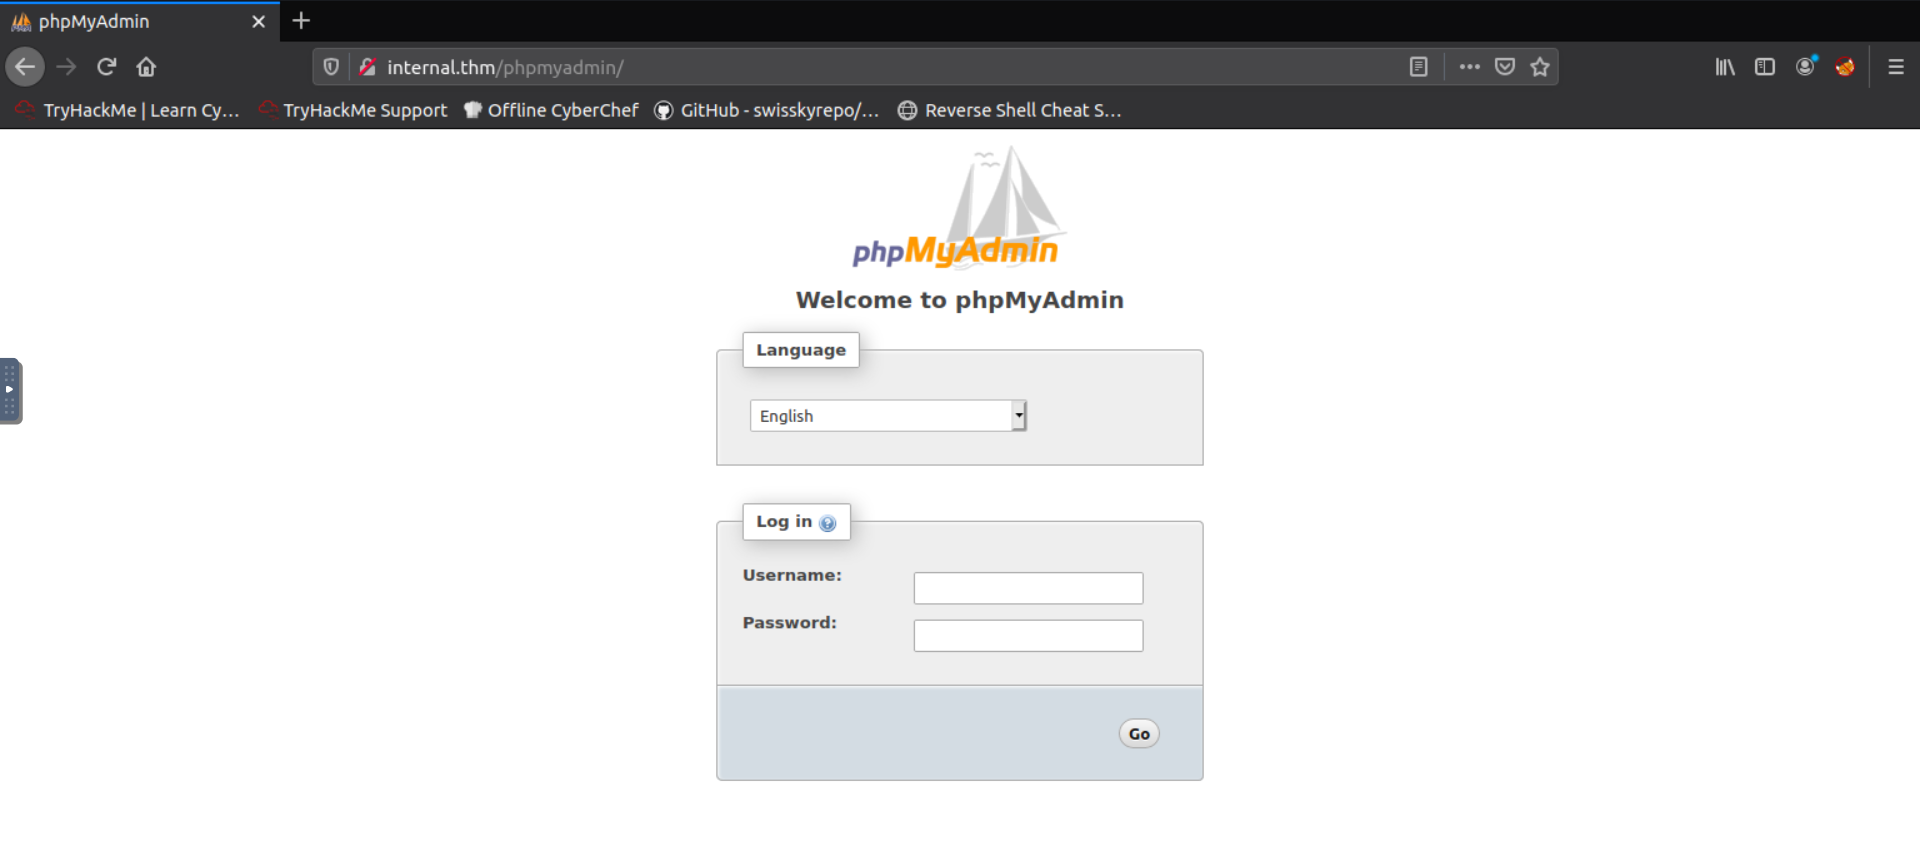 phpMyAdmin
internal.thm/phpmyadmin/
TryHackMe | Learn Cy… TryHackMe Support Offline CyberChef GitHub - swisskyrepo/… Reverse Shell Cheat S…
phpMyAdmin
Welcome to phpMyAdmin
Language
English
Log in
Username:
Password:
Go